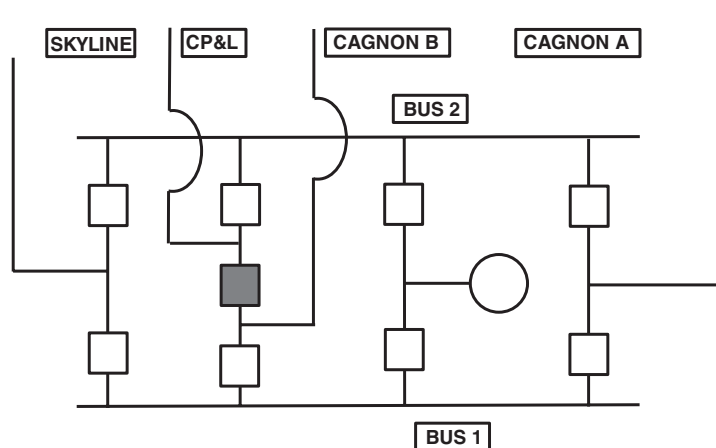 SKYLINE
CP&L
CAGNON B
CAGNON A
BUS 2
BUS 1